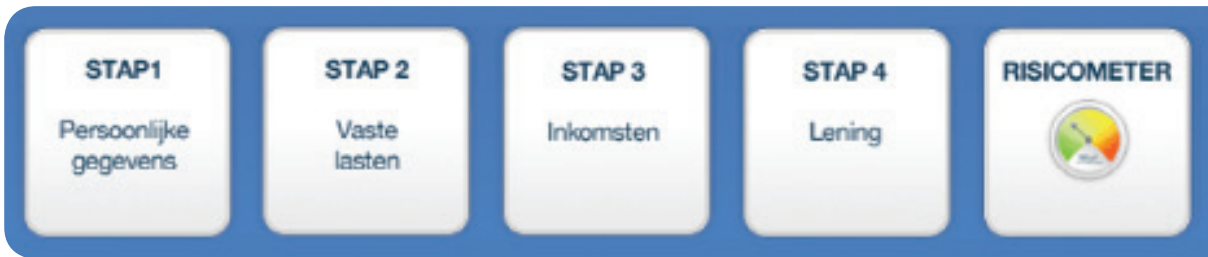 STAP1
Persoonlijke
gegevens
STAP 2
Vaste
lasten
STAP 3
Inkomsten
STAP 4
Lening
RISICOMETER